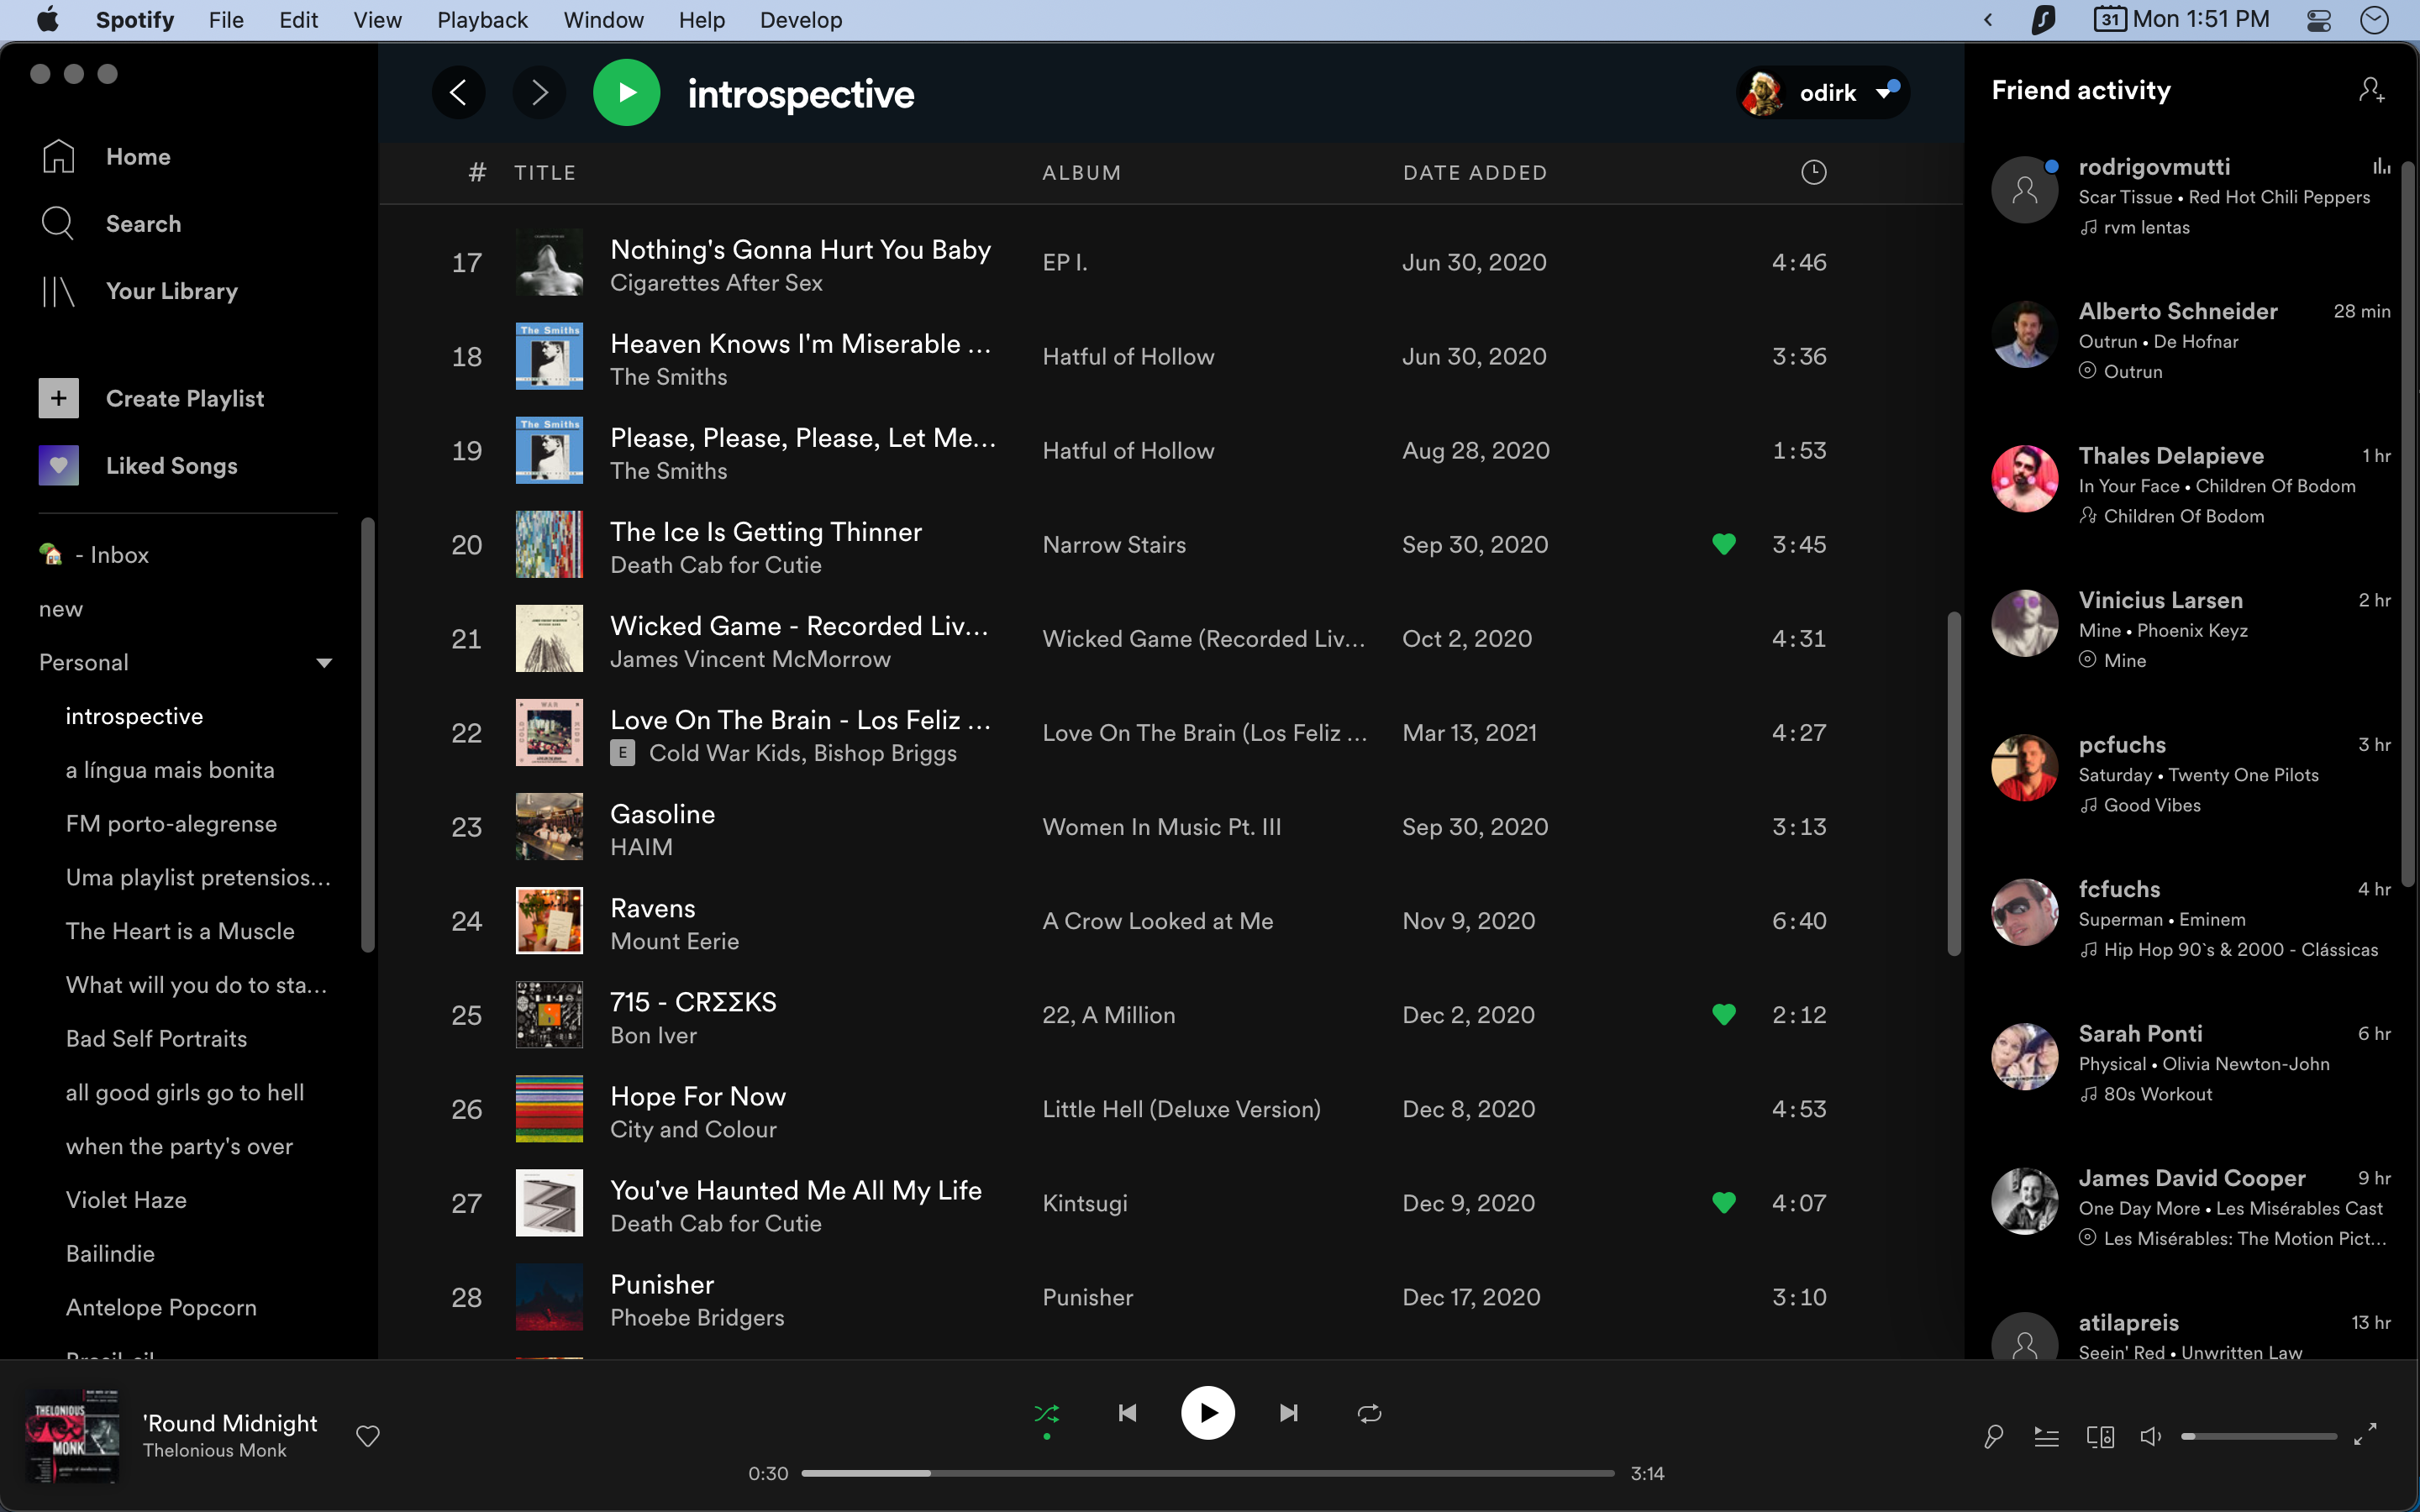 Spotify File Edit View Playback Window Help Develop
31 Mon 1:51 PM
Home
Search
Your Library
Create Playlist
Liked Songs
- Inbox
new
Personal
introspective
a língua mais bonita
FM porto-alegrense
Uma playlist pretensios...
The Heart is a Muscle
What will you do to sta...
Bad Self Portraits
all good girls go to hell
when the party's over
Violet Haze
Bailindie
Antelope Popcorn
introspective
odirk
# TITLE ALBUM DATE ADDED
17 Nothing's Gonna Hurt You Baby EP I. Jun 30, 2020 4:46
Cigarettes After Sex
The Smiths
18 Heaven Knows I'm Miserable ... Hatful of Hollow Jun 30, 2020 3:36
The Smiths
The Smiths
19 Please, Please, Please, Let Me... Hatful of Hollow Aug 28, 2020 1:53
The Smiths
20 The Ice Is Getting Thinner Narrow Stairs Sep 30, 2020 3:45
Death Cab for Cutie
21 Wicked Game - Recorded Liv... Wicked Game (Recorded Liv... Oct 2, 2020 4:31
James Vincent McMorrow
22 Love On The Brain - Los Feliz ... Love On The Brain (Los Feliz ... Mar 13, 2021 4:27
E Cold War Kids, Bishop Briggs
23 Gasoline Women In Music Pt. III Sep 30, 2020 3:13
HAIM
24 Ravens A Crow Looked at Me Nov 9, 2020 6:40
Mount Eerie
25 715 - CRΣΣKS 22, A Million Dec 2, 2020 2:12
Bon Iver
26 Hope For Now Little Hell (Deluxe Version) Dec 8, 2020 4:53
City and Colour
27 You've Haunted Me All My Life Kintsugi Dec 9, 2020 4:07
Death Cab for Cutie
28 Punisher Punisher Dec 17, 2020 3:10
Phoebe Bridgers
Friend activity
rodrigovmutti
Scar Tissue • Red Hot Chili Peppers
rvm lentas
Alberto Schneider 28 min
Outrun • De Hofnar
Outrun
Thales Delapieve 1 hr
In Your Face • Children Of Bodom
Children Of Bodom
Vinicius Larsen 2 hr
Mine • Phoenix Keyz
Mine
pcfuchs 3 hr
Saturday • Twenty One Pilots
Good Vibes
fcfuchs 4 hr
Superman • Eminem
Hip Hop 90`s & 2000 - Clássicas
Sarah Ponti 6 hr
Physical • Olivia Newton-John
80s Workout
James David Cooper 9 hr
One Day More • Les Misérables Cast
Les Misérables: The Motion Pict...
atilapreis 13 hr
Seein' Red • Unwritten Law
THELONIOUS
MONK
'Round Midnight
Thelonious Monk
0:30 3:14